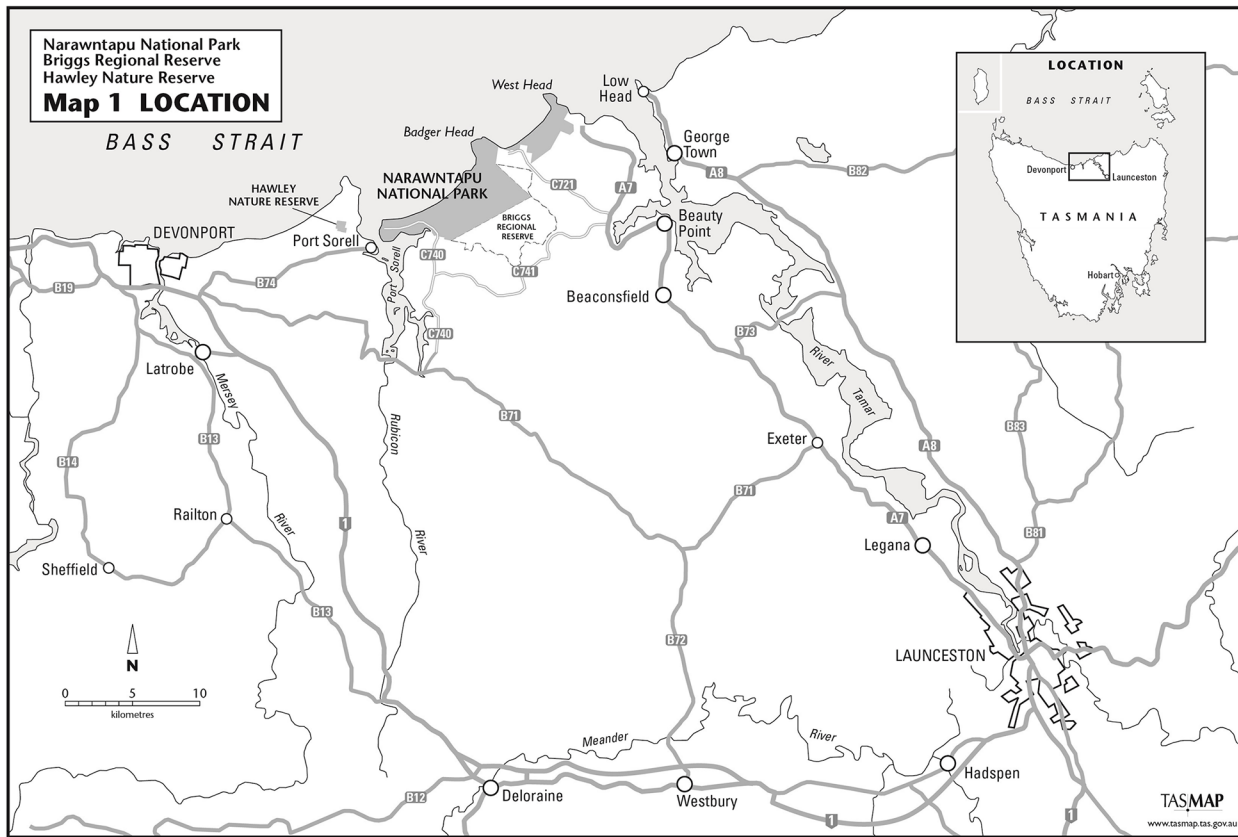 Narawntapu National Park
Briggs Regional Reserve
Hawley Nature Reserve
Map 1 LOCATION
BASS STRAIT
West Head
Low
Head
Badger Head
George
Town
A8
B82
NARAWNTAPU
NATIONAL PARK
C721
A7
HAWLEY
NATURE RESERVE
BRIGGS
REGIONAL
RESERVE
Beauty
Point
DEVONPORT
Port Sorell
Port Sorell
C740
C741
B19
B74
Beaconsfield
C740
B73
River
Tamar
Latrobe
Mersey
River
B71
Rubicon
River
B13
B14
Exeter
A8
B83
B71
Railton
1
A7
B81
Legana
Sheffield
B13
B72
LAUNCESTON
N
0 5 10
kilometres
Meander
River
Hadspen
Deloraine
Westbury
B12
1
1
LOCATION
BASS STRAIT
Devonport
Launceston
TASMANIA
Hobart
TASMAP
www.tasmap.tas.gov.au